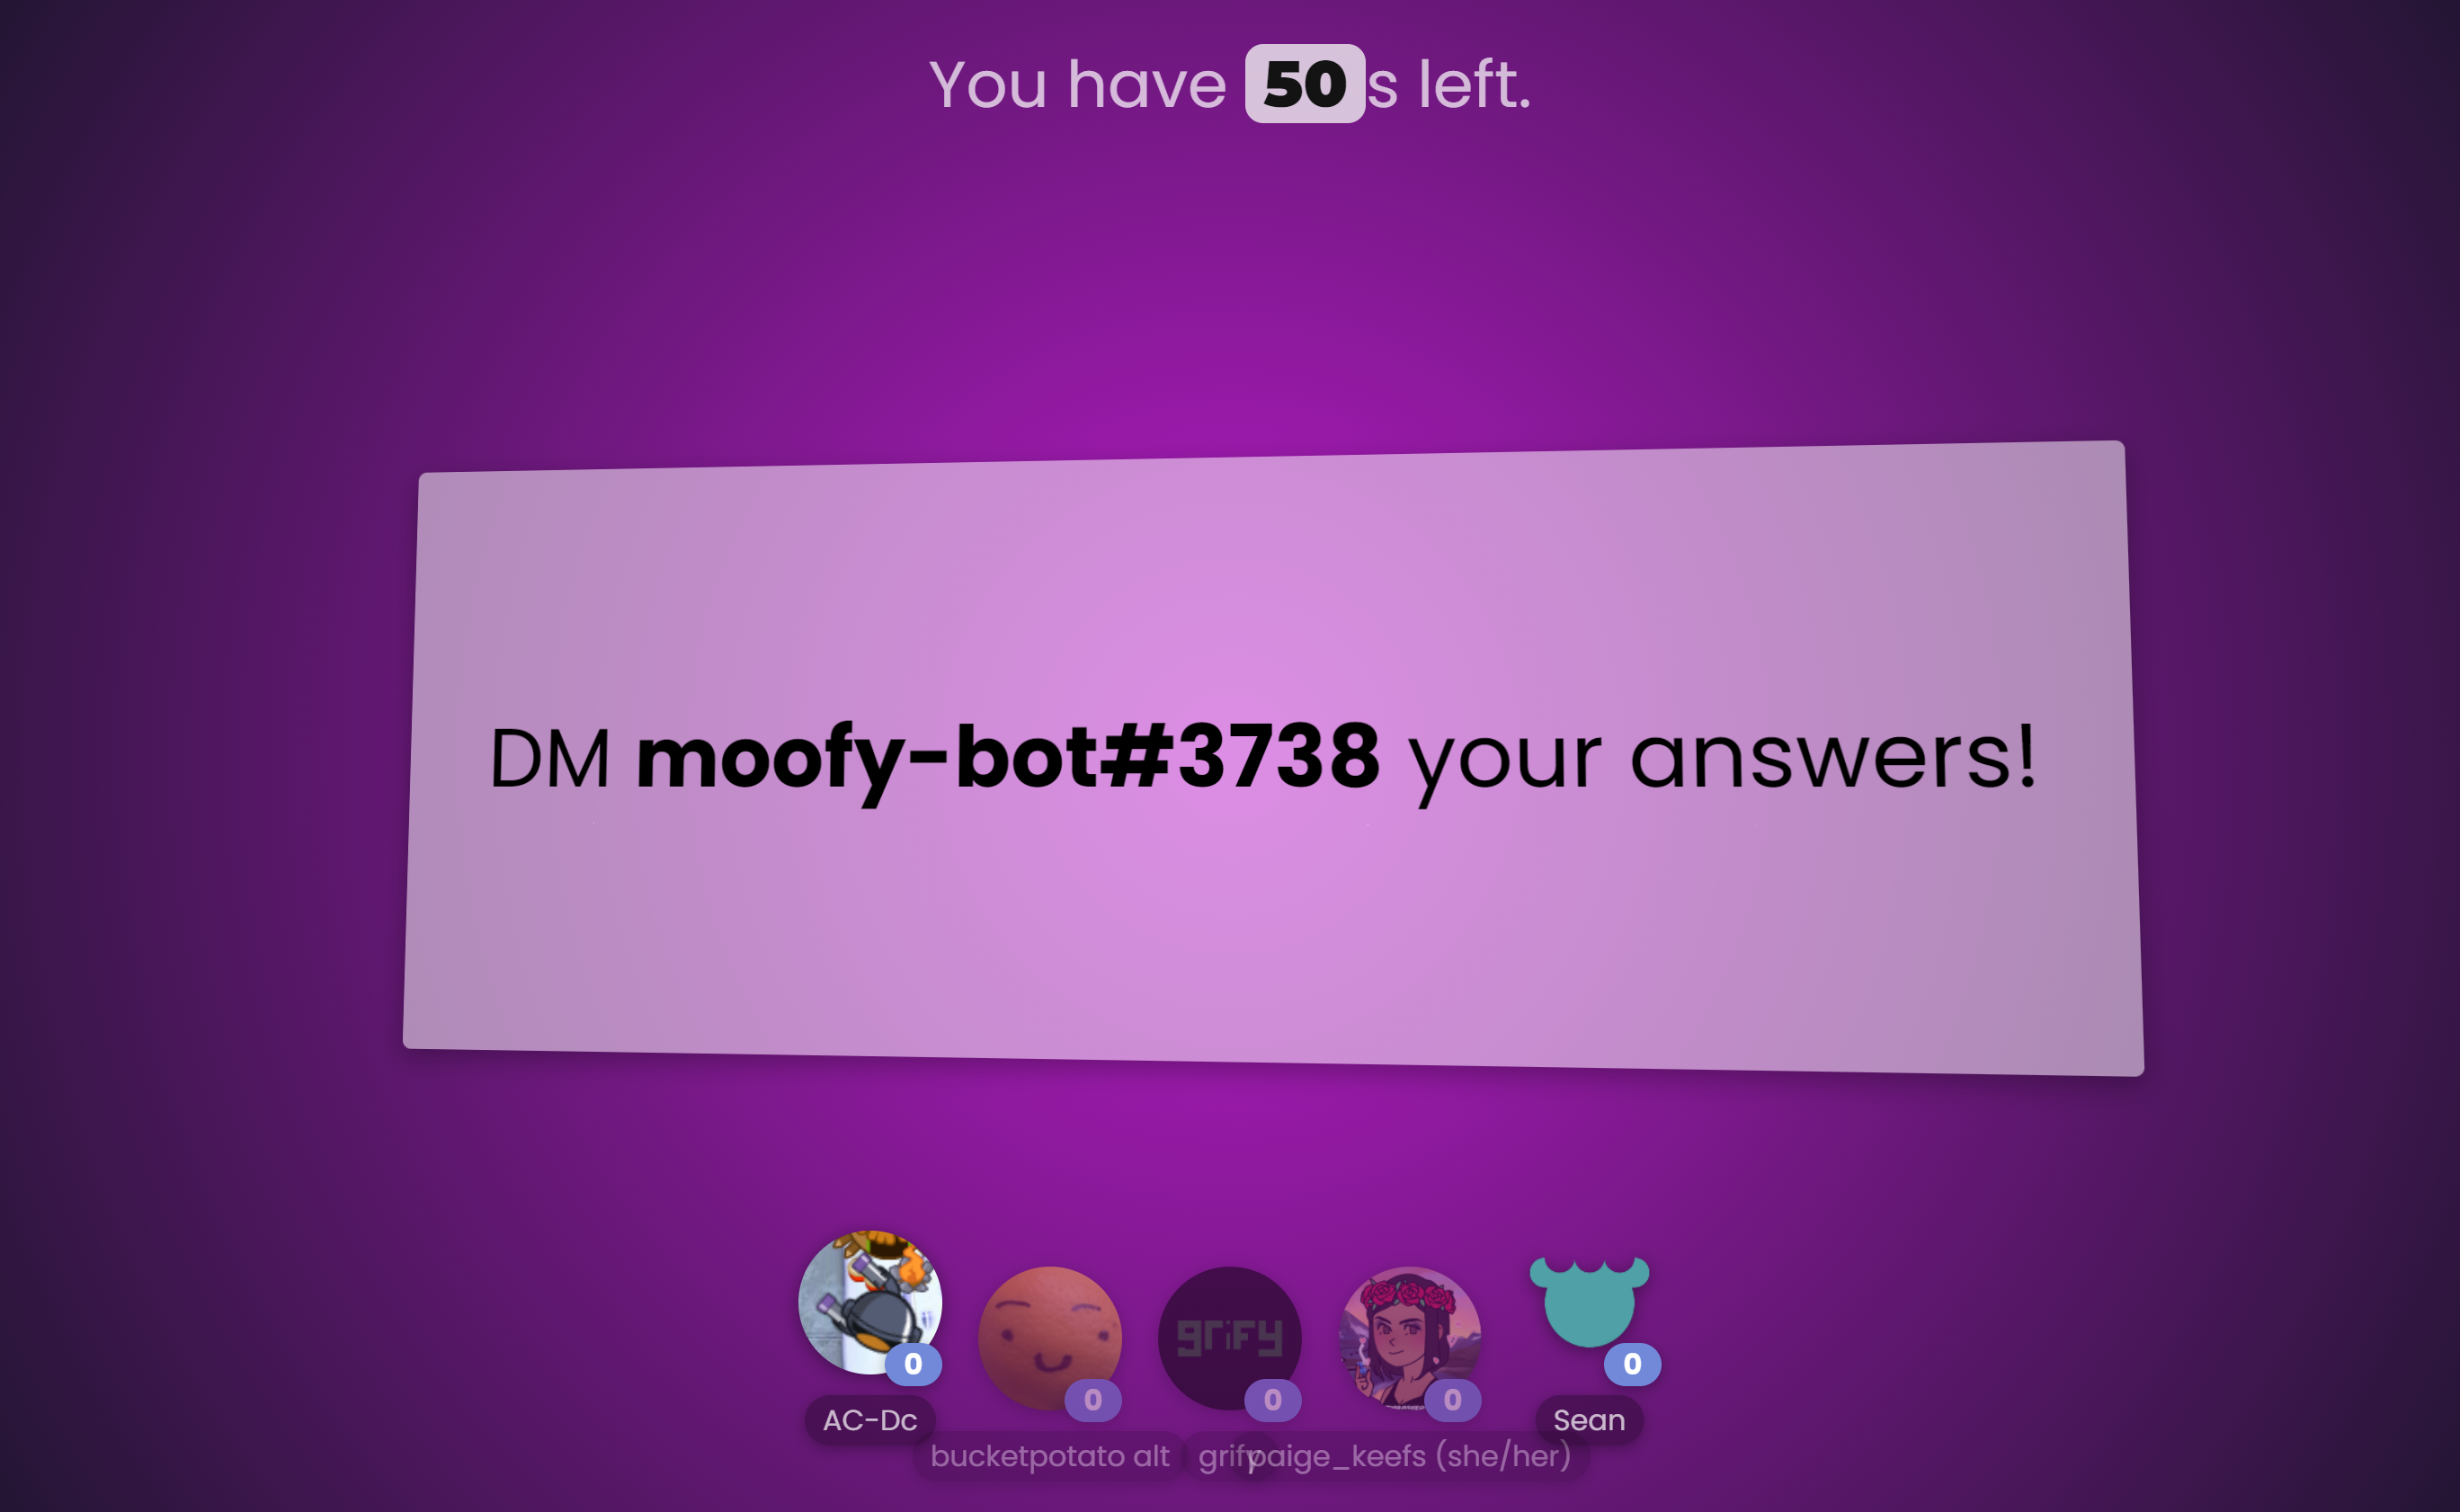 You have 50s left.
DM moofy-bot#3738 your answers!
grify
0
0
0
0
0
AC-Dc
Sean
bucketpotato alt
grify
paige_keefs (she/her)